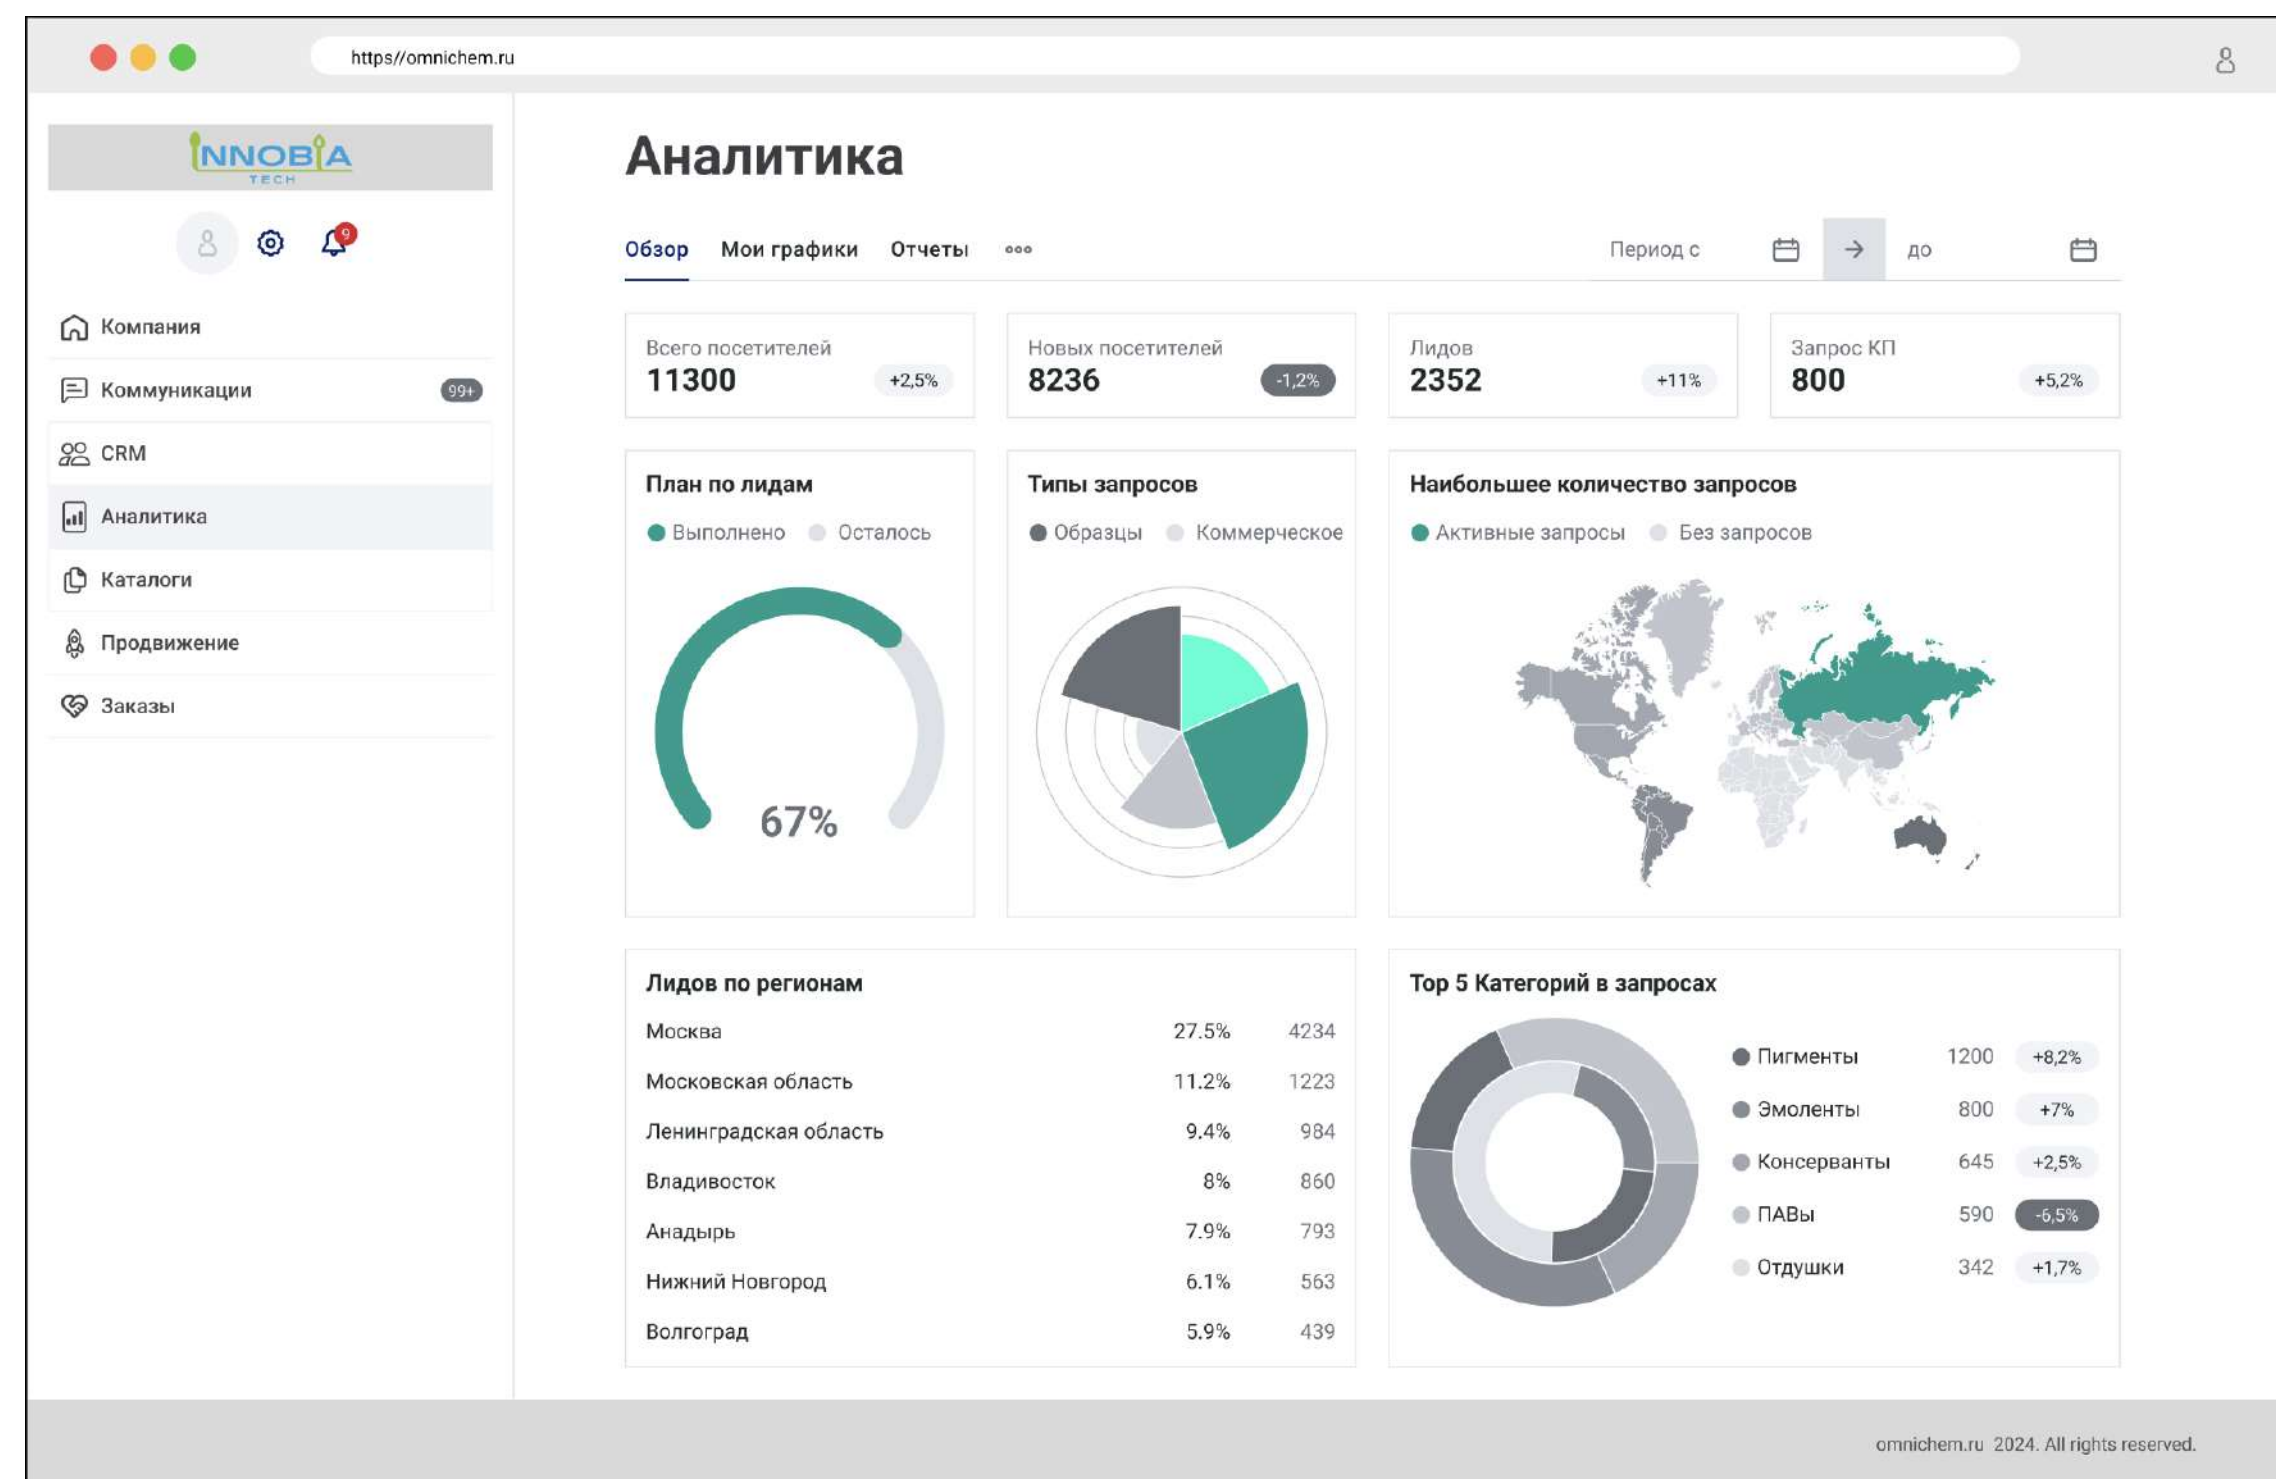 https//omnichem.ru
INNOBIA
TECH
9
Компания
Коммуникации 99+
CRM
Аналитика
Каталоги
Продвижение
Заказы
Аналитика
Обзор Мои графики Отчеты
Период с до
Всего посетителей
11300 +2,5%
Новых посетителей
8236 -1,2%
Лидов
2352 +11%
Запрос КП
800 +5,2%
План по лидам
Выполнено Осталось
67%
Типы запросов
Образцы Коммерческое
Наибольшее количество запросов
Активные запросы Без запросов
Лидов по регионам
Москва 27.5% 4234
Московская область 11.2% 1223
Ленинградская область 9.4% 984
Владивосток 8% 860
Анадырь 7.9% 793
Нижний Новгород 6.1% 563
Волгоград 5.9% 439
Top 5 Категорий в запросах
Пигменты 1200 +8,2%
Эмоленты 800 +7%
Консерванты 645 +2,5%
ПАВы 590 -6,5%
Отдушки 342 +1,7%
omnichem.ru 2024. All rights reserved.